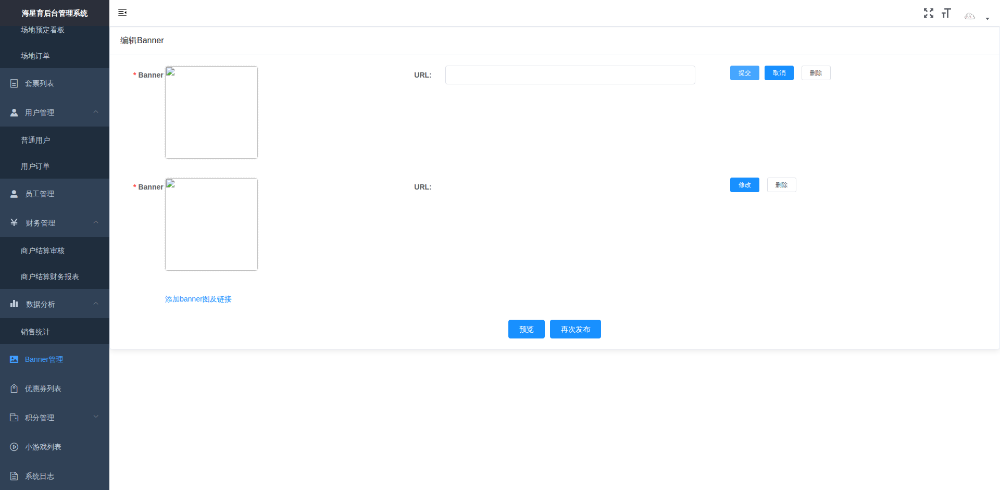 海星育后台管理系统
场地预定看板
场地订单
套票列表
用户管理
普通用户
用户订单
员工管理
财务管理
商户结算审核
商户结算财务报表
数据分析
销售统计
Banner管理
优惠券列表
积分管理
小游戏列表
系统日志
编辑Banner
* Banner URL: 提交 取消 删除
* Banner URL: 修改 删除
添加banner图及链接
预览 再次发布